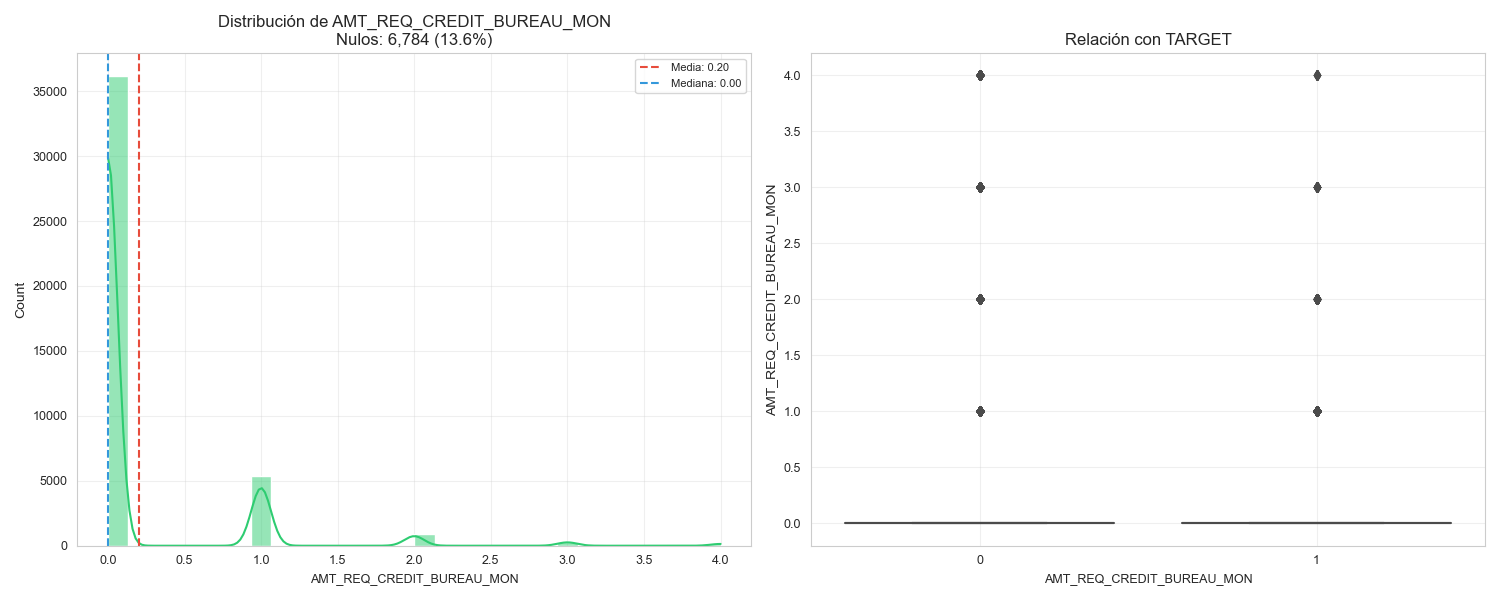 Distribución de AMT_REQ_CREDIT_BUREAU_MON
Nulos: 6,784 (13.6%)
Media: 0.20
Mediana: 0.00
35000
30000
25000
20000
15000
10000
5000
0
Count
0.0 0.5 1.0 1.5 2.0 2.5 3.0 3.5 4.0
AMT_REQ_CREDIT_BUREAU_MON
Relación con TARGET
4.0
3.5
3.0
2.5
2.0
1.5
1.0
0.5
0.0
AMT_REQ_CREDIT_BUREAU_MON
0 1
AMT_REQ_CREDIT_BUREAU_MON